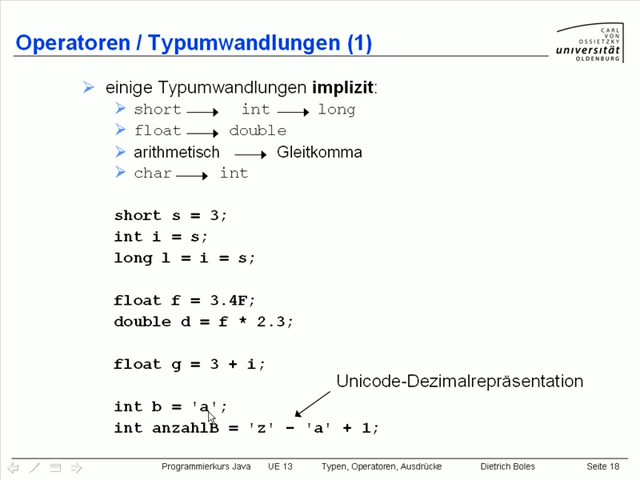 Operatoren / Typumwandlungen (1)
CARL
VON
OSSIETZKY
universität
OLDENBURG
einige Typumwandlungen implizit:
short int long
float double
arithmetisch Gleitkomma
char int
short s = 3;
int i = s;
long l = i = s;
float f = 3.4F;
double d = f * 2.3;
float g = 3 + i;
Unicode-Dezimalrepräsentation
int b = 'a';
int anzahlB = 'z' - 'a' + 1;
Programmierkurs Java UE 13 Typen, Operatoren, Ausdrücke Dietrich Boles Seite 18